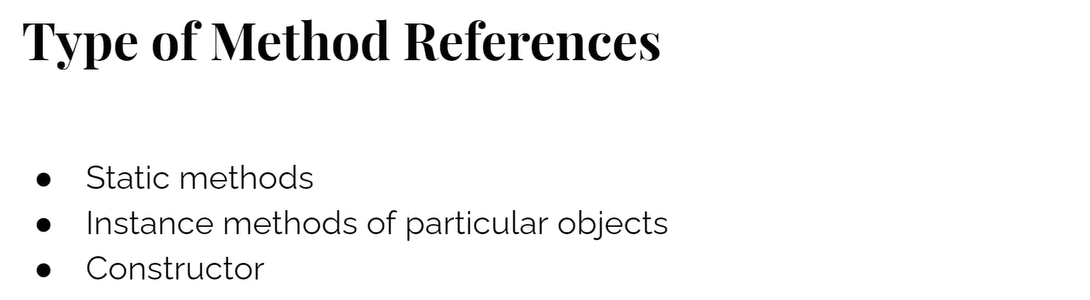 Type of Method References
● Static methods
● Instance methods of particular objects
● Constructor